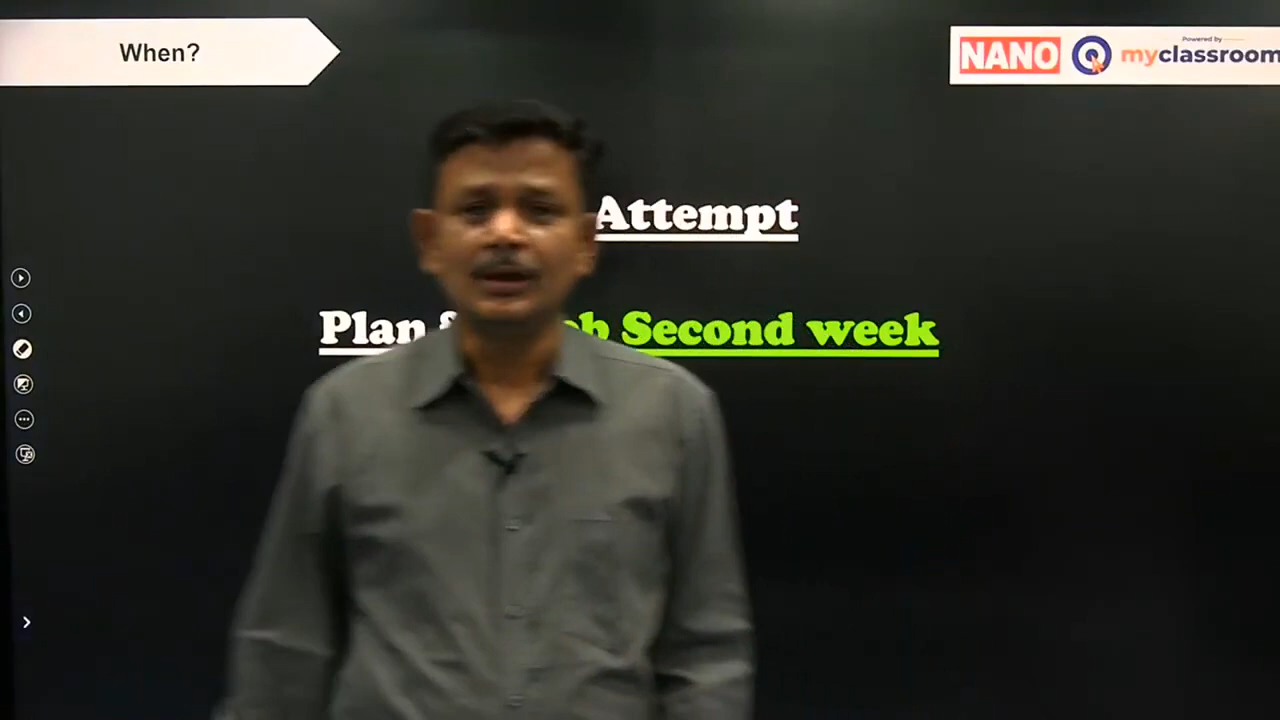 When?
NANO
Powered by
myclassroom
Attempt
Plan Second week